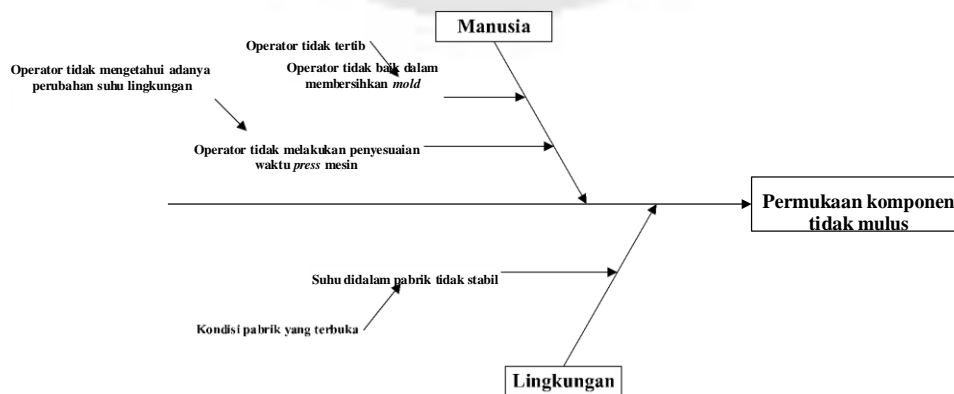 Manusia
Operator tidak tertib
Operator tidak baik dalam
membersihkan mold
Operator tidak mengetahui adanya
perubahan suhu lingkungan
Operator tidak melakukan penyesuaian
waktu press mesin
Permukaan komponen
tidak mulus
Suhu didalam pabrik tidak stabil
Kondisi pabrik yang terbuka
Lingkungan